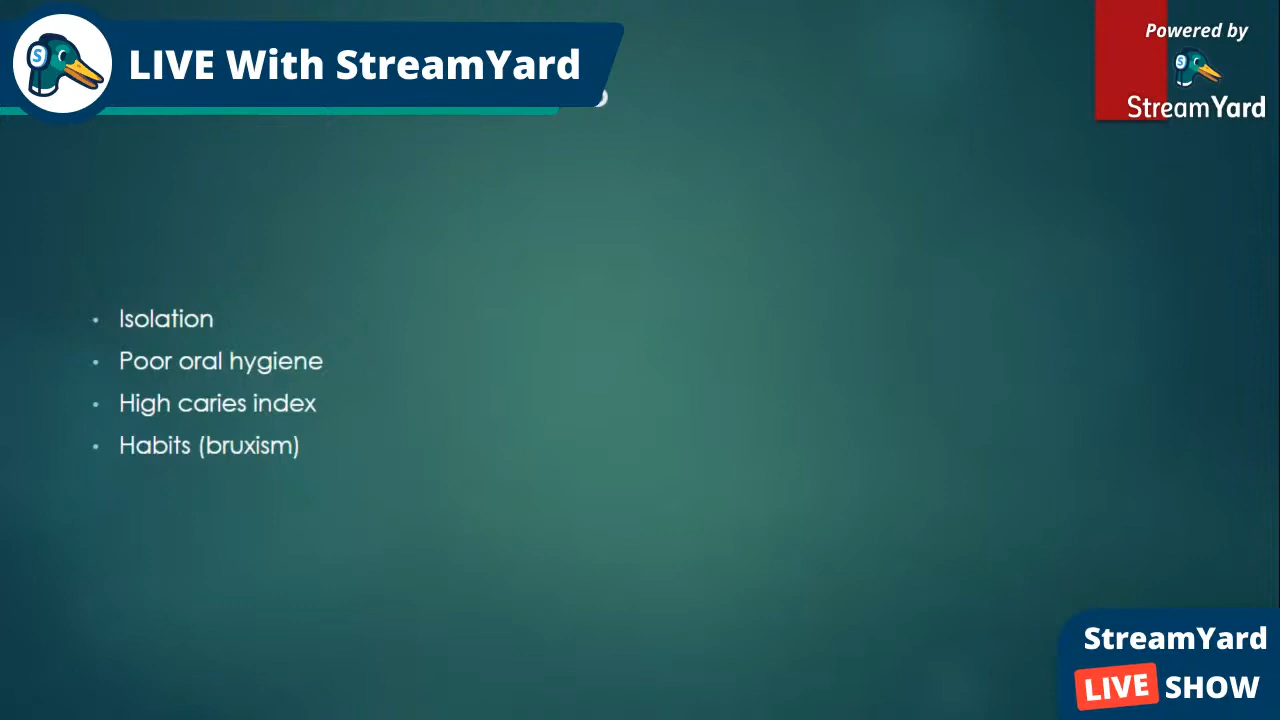 LIVE With StreamYard
Powered by
StreamYard
• Isolation
• Poor oral hygiene
• High caries index
• Habits (bruxism)
StreamYard
LIVE SHOW